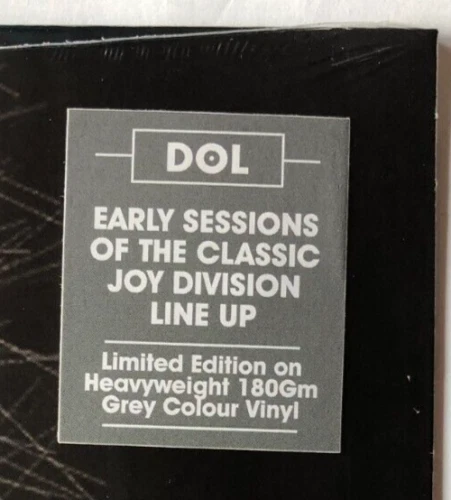 DOL
EARLY SESSIONS
OF THE CLASSIC
JOY DIVISION
LINE UP
Limited Edition on
Heavyweight 180Gm
Grey Colour Vinyl